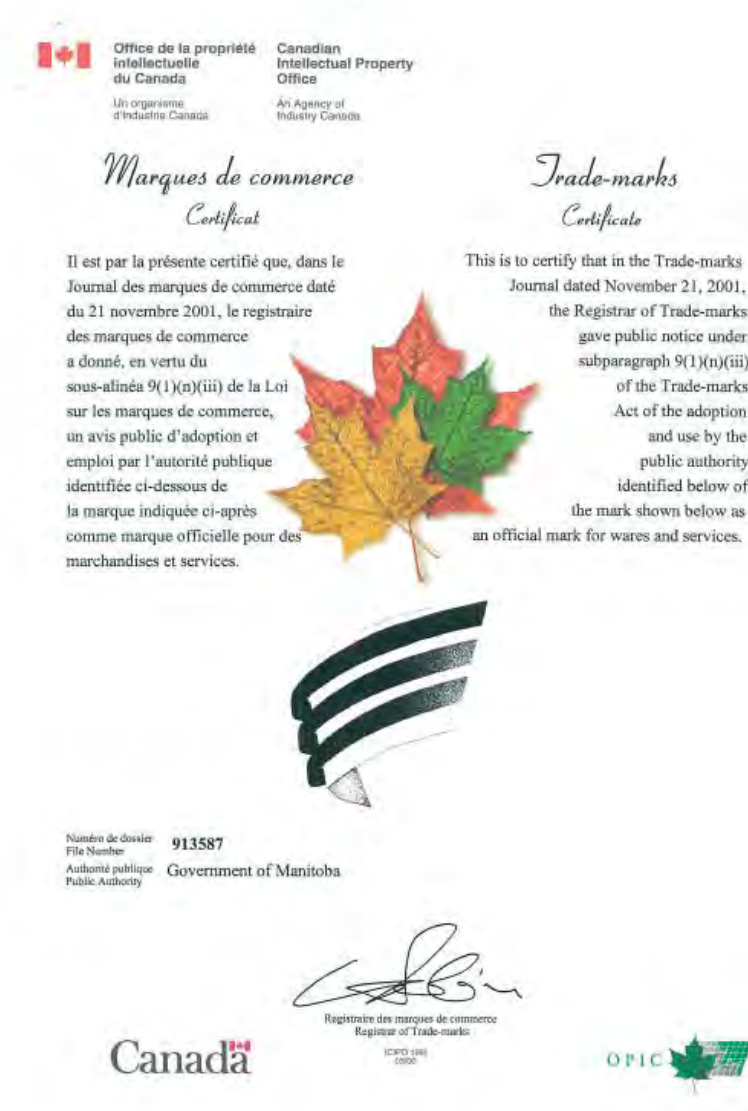 Office de la propriété
intellectuelle
du Canada
Un organisme
d'Industrie Canada
Canadian
Intellectual Property
Office
An Agency of
Industry Canada
Marques de commerce
Certificat
Il est par la présente certifié que, dans le
Journal des marques de commerce daté
du 21 novembre 2001, le registraire
des marques de commerce
a donné, en vertu du
sous-alinéa 9(1)(n)(iii) de la Loi
sur les marques de commerce,
un avis public d'adoption et
emploi par l'autorité publique
identifiée ci-dessous de
la marque indiquée ci-après
comme marque officielle pour des
marchandises et services.
Trade-marks
Certificate
This is to certify that in the Trade-marks
Journal dated November 21, 2001,
the Registrar of Trade-marks
gave public notice under
subparagraph 9(1)(n)(iii)
of the Trade-marks
Act of the adoption
and use by the
public authority
identified below of
the mark shown below as
an official mark for wares and services.
Numéro de dossier
File Number
913587
Authorité publique
Public Authority
Government of Manitoba
Registraire des marques de commerce
Registrar of Trade-marks
Canada
OPIC